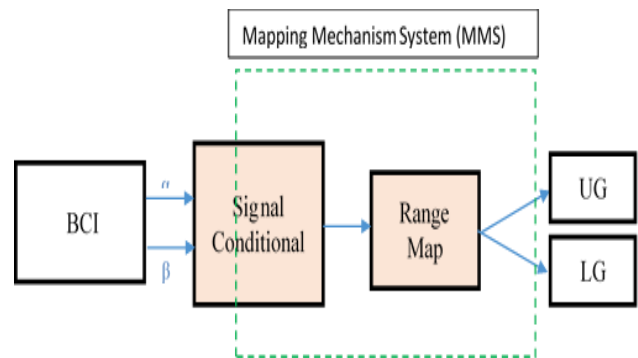 Mapping Mechanism System (MMS)
BCI
β
Signal
Conditional
Range
Map
UG
LG